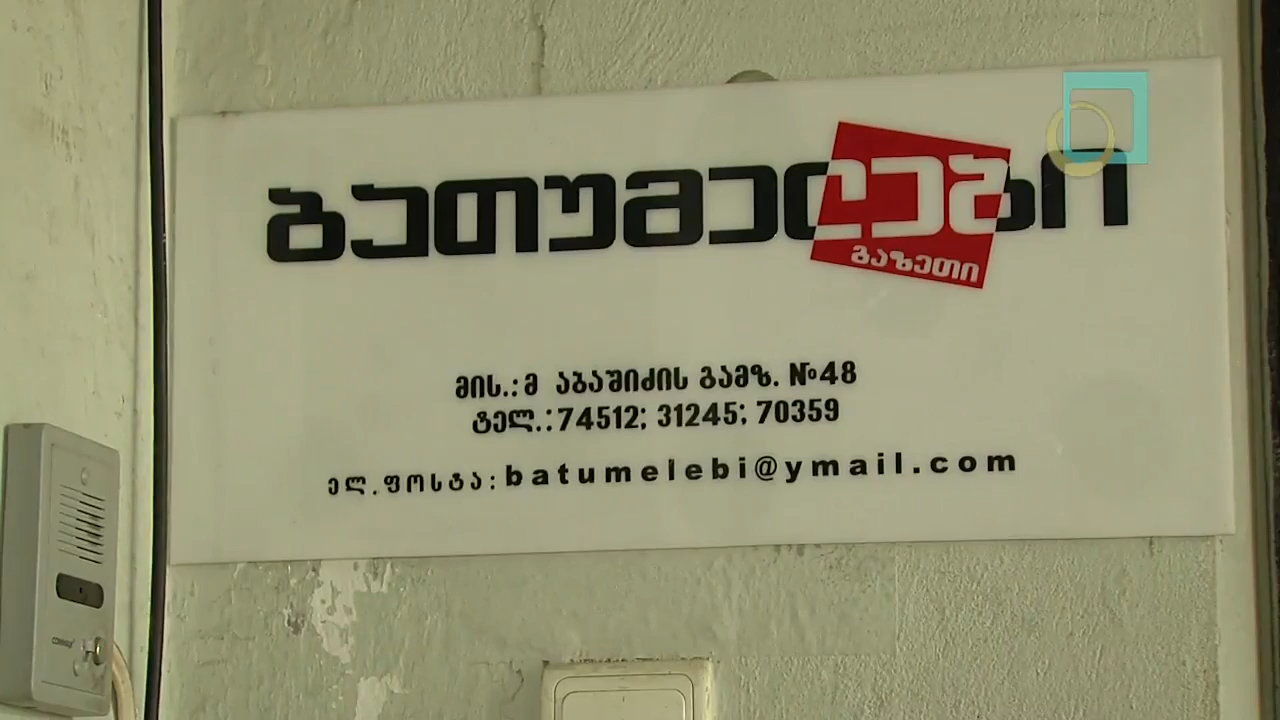 ბათუმელები
გაზეთი
მის.:მ აბაშიძის გამზ. №48
ტელ.:74512; 31245; 70359
ელ.ფოსტა:batumelebi@ymail.com